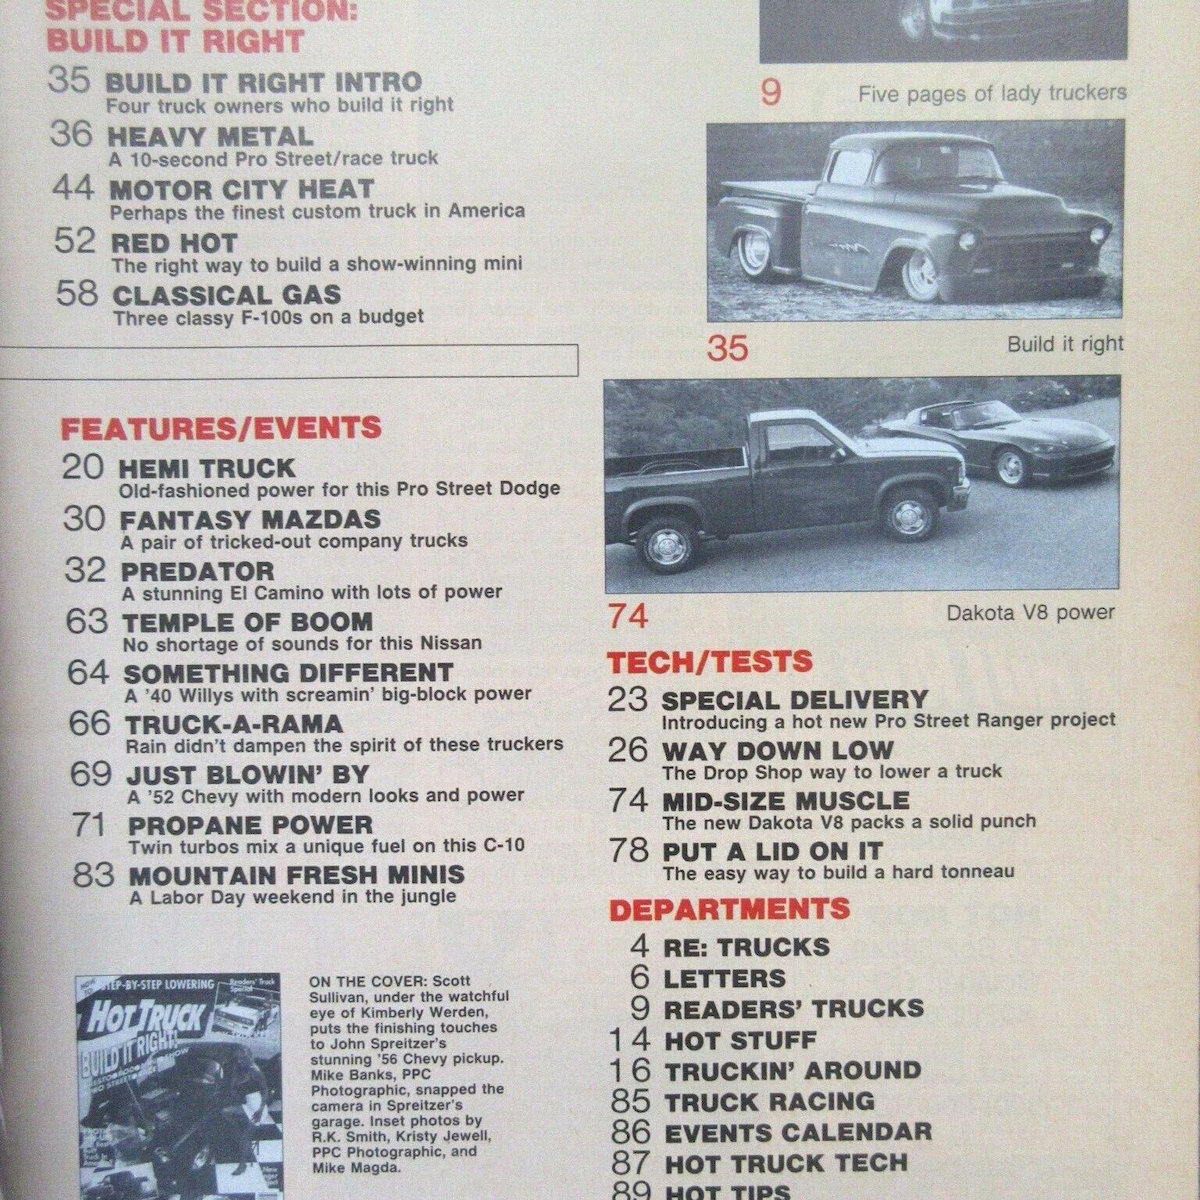 SPECIAL SECTION:
BUILD IT RIGHT
35 BUILD IT RIGHT INTRO
Four truck owners who build it right
36 HEAVY METAL
A 10-second Pro Street/race truck
44 MOTOR CITY HEAT
Perhaps the finest custom truck in America
52 RED HOT
The right way to build a show-winning mini
58 CLASSICAL GAS
Three classy F-100s on a budget
FEATURES/EVENTS
20 HEMI TRUCK
Old-fashioned power for this Pro Street Dodge
30 FANTASY MAZDAS
A pair of tricked-out company trucks
32 PREDATOR
A stunning El Camino with lots of power
63 TEMPLE OF BOOM
No shortage of sounds for this Nissan
64 SOMETHING DIFFERENT
A '40 Willys with screamin' big-block power
66 TRUCK-A-RAMA
Rain didn't dampen the spirit of these truckers
69 JUST BLOWIN' BY
A '52 Chevy with modern looks and power
71 PROPANE POWER
Twin turbos mix a unique fuel on this C-10
83 MOUNTAIN FRESH MINIS
A Labor Day weekend in the jungle
STEP-BY-STEP LOWERING
Readers' Truck
Special
HOT TRUCK
BUILD IT RIGHT!
ON THE COVER: Scott
Sullivan, under the watchful
eye of Kimberly Werden,
puts the finishing touches
to John Spreitzer's
stunning '56 Chevy pickup.
Mike Banks, PPC
Photographic, snapped the
camera in Spreitzer's
garage. Inset photos by
R.K. Smith, Kristy Jewell,
PPC Photographic, and
Mike Magda.
9 Five pages of lady truckers
35 Build it right
74 Dakota V8 power
TECH/TESTS
23 SPECIAL DELIVERY
Introducing a hot new Pro Street Ranger project
26 WAY DOWN LOW
The Drop Shop way to lower a truck
74 MID-SIZE MUSCLE
The new Dakota V8 packs a solid punch
78 PUT A LID ON IT
The easy way to build a hard tonneau
DEPARTMENTS
4 RE: TRUCKS
6 LETTERS
9 READERS' TRUCKS
14 HOT STUFF
16 TRUCKIN' AROUND
85 TRUCK RACING
86 EVENTS CALENDAR
87 HOT TRUCK TECH
89 HOT TIPS